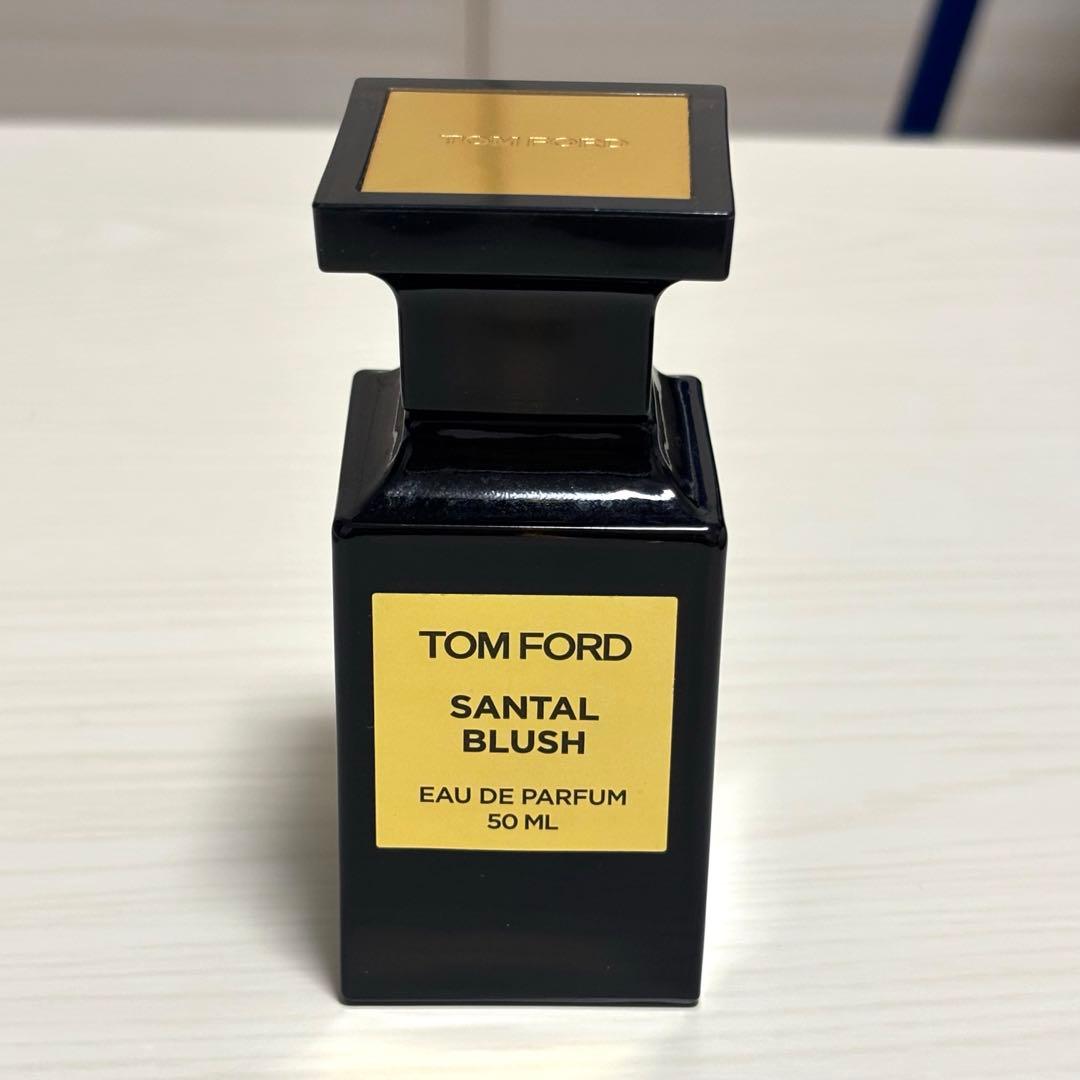 TOM FORD
TOM FORD
SANTAL
BLUSH
EAU DE PARFUM
50 ML